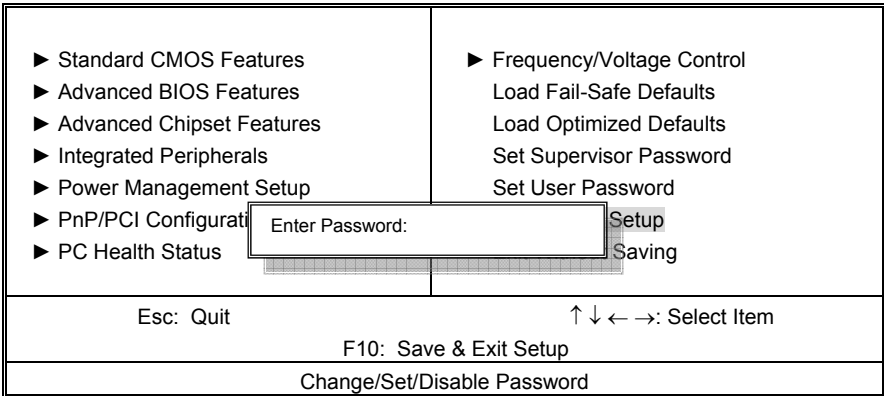 ► Standard CMOS Features
► Advanced BIOS Features
► Advanced Chipset Features
► Integrated Peripherals
► Power Management Setup
► PnP/PCI Configurati
► PC Health Status
► Frequency/Voltage Control
Load Fail-Safe Defaults
Load Optimized Defaults
Set Supervisor Password
Set User Password
Setup
Saving
Enter Password:
Esc: Quit
↑ ↓ ← →: Select Item
F10: Save & Exit Setup
Change/Set/Disable Password